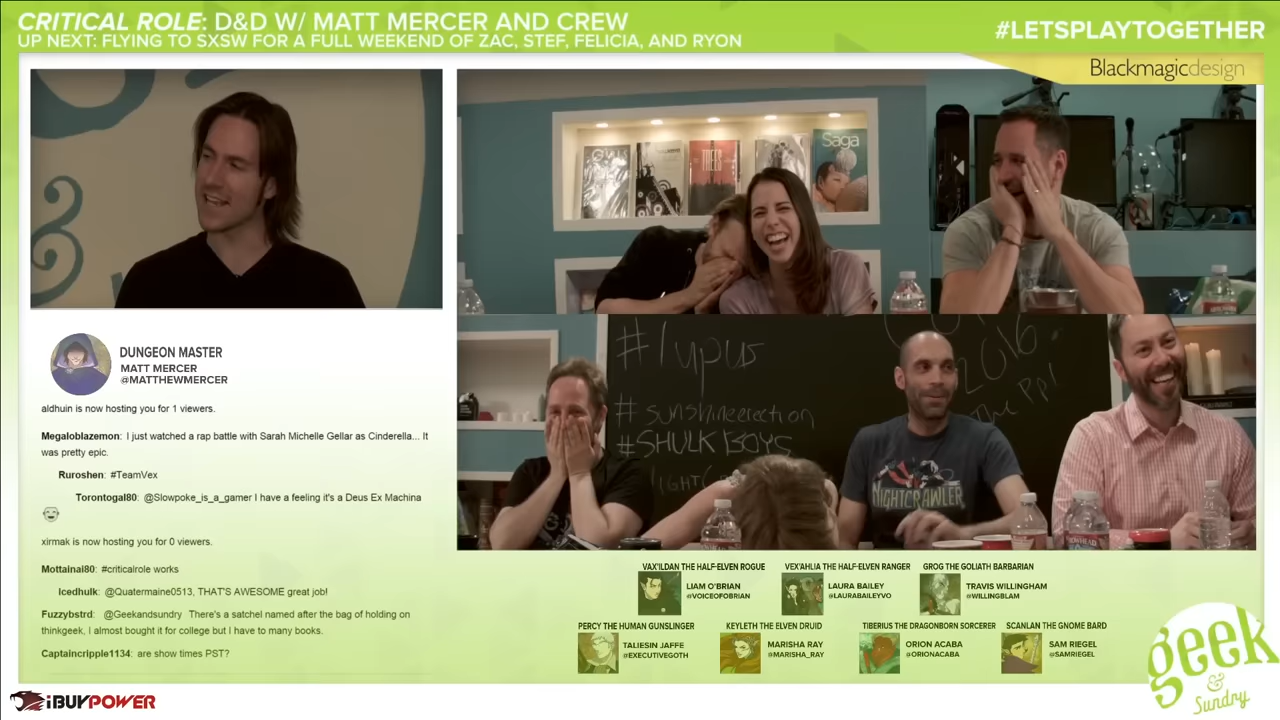 CRITICAL ROLE: D&D W/ MATT MERCER AND CREW
UP NEXT: FLYING TO SXSW FOR A FULL WEEKEND OF ZAC, STEF, FELICIA, AND RYON
#LETSPLAYTOGETHER
Blackmagicdesign
TREES
Saga
#lupus
#sunshineerection
#SHULK BOYS
2016
The PP!
NIGHTCRAWLER
DUNGEON MASTER
MATT MERCER
@MATTHEWMERCER
aldhuin is now hosting you for 1 viewers.
Megaloblazemon: I just watched a rap battle with Sarah Michelle Gellar as Cinderella... It
was pretty epic.
Ruroshen: #TeamVex
Torontogal80: @Slowpoke_is_a_gamer I have a feeling it's a Deus Ex Machina
xirmak is now hosting you for 0 viewers.
Mottainai80: #criticalrole works
Icedhulk: @Quatermaine0513, THAT'S AWESOME great job!
Fuzzybstrd: @Geekandsundry There's a satchel named after the bag of holding on
thinkgeek, I almost bought it for college but I have to many books.
Captaincripple1134: are show times PST?
VAX'ILDAN THE HALF-ELVEN ROGUE
LIAM O'BRIAN
@VOICEOFOBRIAN
VEX'AHLIA THE HALF-ELVEN RANGER
LAURA BAILEY
@LAURABAILEYVO
GROG THE GOLIATH BARBARIAN
TRAVIS WILLINGHAM
@WILLINGBLAM
PERCY THE HUMAN GUNSLINGER
TALIESIN JAFFE
@EXECUTIVEGOTH
KEYLETH THE ELVEN DRUID
MARISHA RAY
@MARISHA_RAY
TIBERIUS THE DRAGONBORN SORCERER
ORION ACABA
@ORIONACABA
SCANLAN THE GNOME BARD
SAM RIEGEL
@SAMRIEGEL
geek
&
Sundry
iBUYPOWER